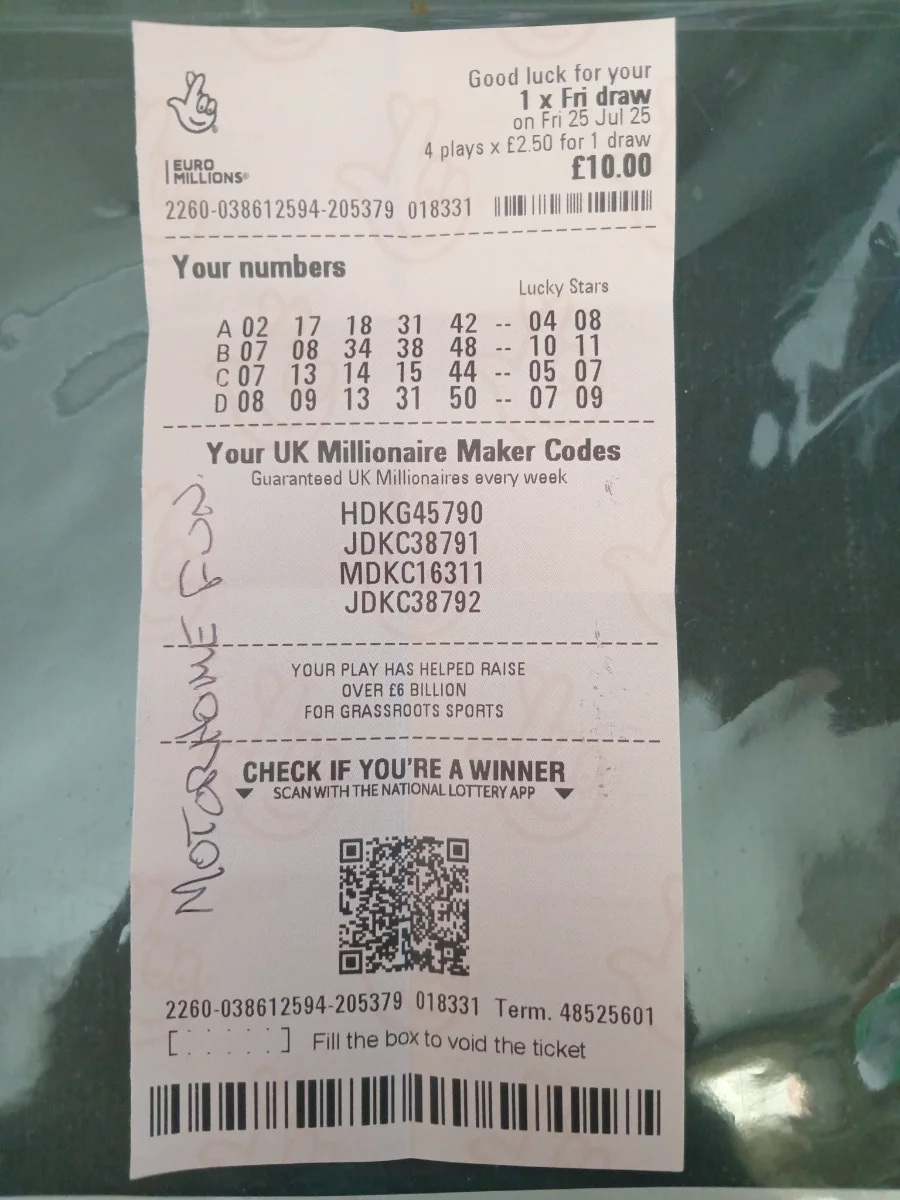 Good luck for your
1 x Fri draw
on Fri 25 Jul 25
4 plays x £2.50 for 1 draw
£10.00
EURO
MILLIONS®
2260-038612594-205379 018331
Your numbers
Lucky Stars
A 02 17 18 31 42 -- 04 08
B 07 08 34 38 48 -- 10 11
C 07 13 14 15 44 -- 05 07
D 08 09 13 31 50 -- 07 09
Your UK Millionaire Maker Codes
Guaranteed UK Millionaires every week
HDKG45790
JDKC38791
MDKC16311
JDKC38792
MOTORHOME FUN.
YOUR PLAY HAS HELPED RAISE
OVER £6 BILLION
FOR GRASSROOTS SPORTS
CHECK IF YOU'RE A WINNER
SCAN WITH THE NATIONAL LOTTERY APP
2260-038612594-205379 018331 Term. 48525601
[. . . . . .] Fill the box to void the ticket